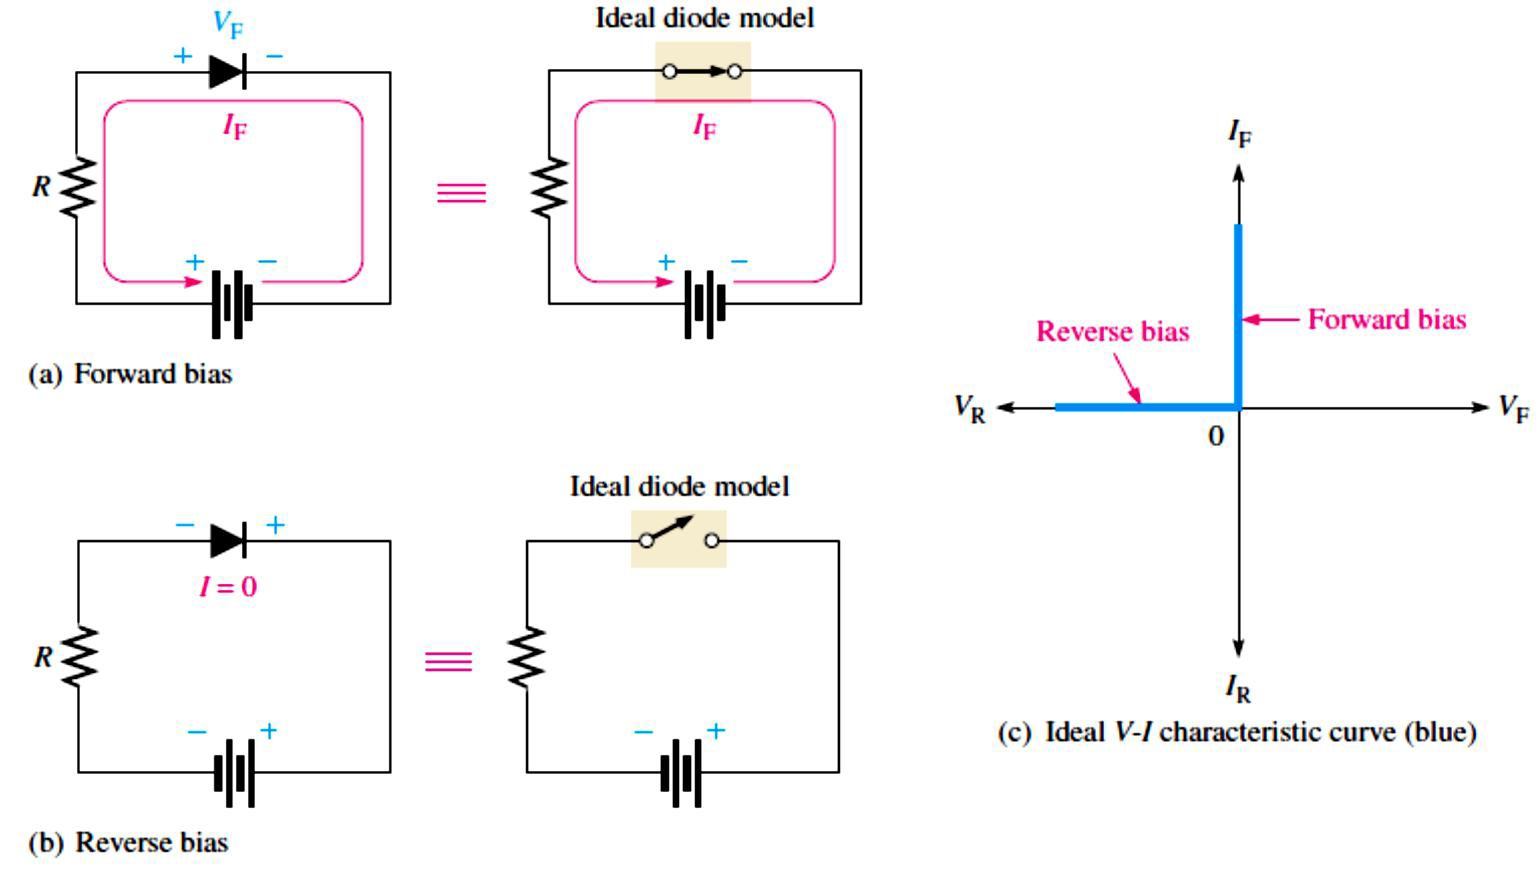 V_F
+ −
I_F
R
+ −
(a) Forward bias
Ideal diode model
I_F
+ −
− +
I = 0
R
− +
(b) Reverse bias
Ideal diode model
− +
I_F
Reverse bias
Forward bias
V_R
V_F
0
I_R
(c) Ideal V-I characteristic curve (blue)